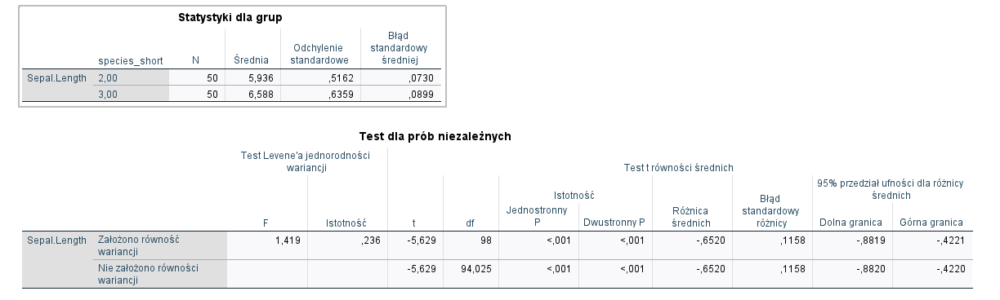 Statystyki dla grup
species_short N Średnia Odchylenie standardowe Błąd standardowy średniej
Sepal.Length 2,00 50 5,936 ,5162 ,0730
3,00 50 6,588 ,6359 ,0899
Test dla prób niezależnych
Test Levene'a jednorodności wariancji
Test t równości średnich
F Istotność t df
Istotność
Jednostronny P Dwustronny P
Różnica średnich
Błąd standardowy różnicy
95% przedział ufności dla różnicy średnich
Dolna granica Górna granica
Sepal.Length Założono równość wariancji 1,419 ,236 -5,629 98 <,001 <,001 -,6520 ,1158 -,8819 -,4221
Nie założono równości wariancji -5,629 94,025 <,001 <,001 -,6520 ,1158 -,8820 -,4220